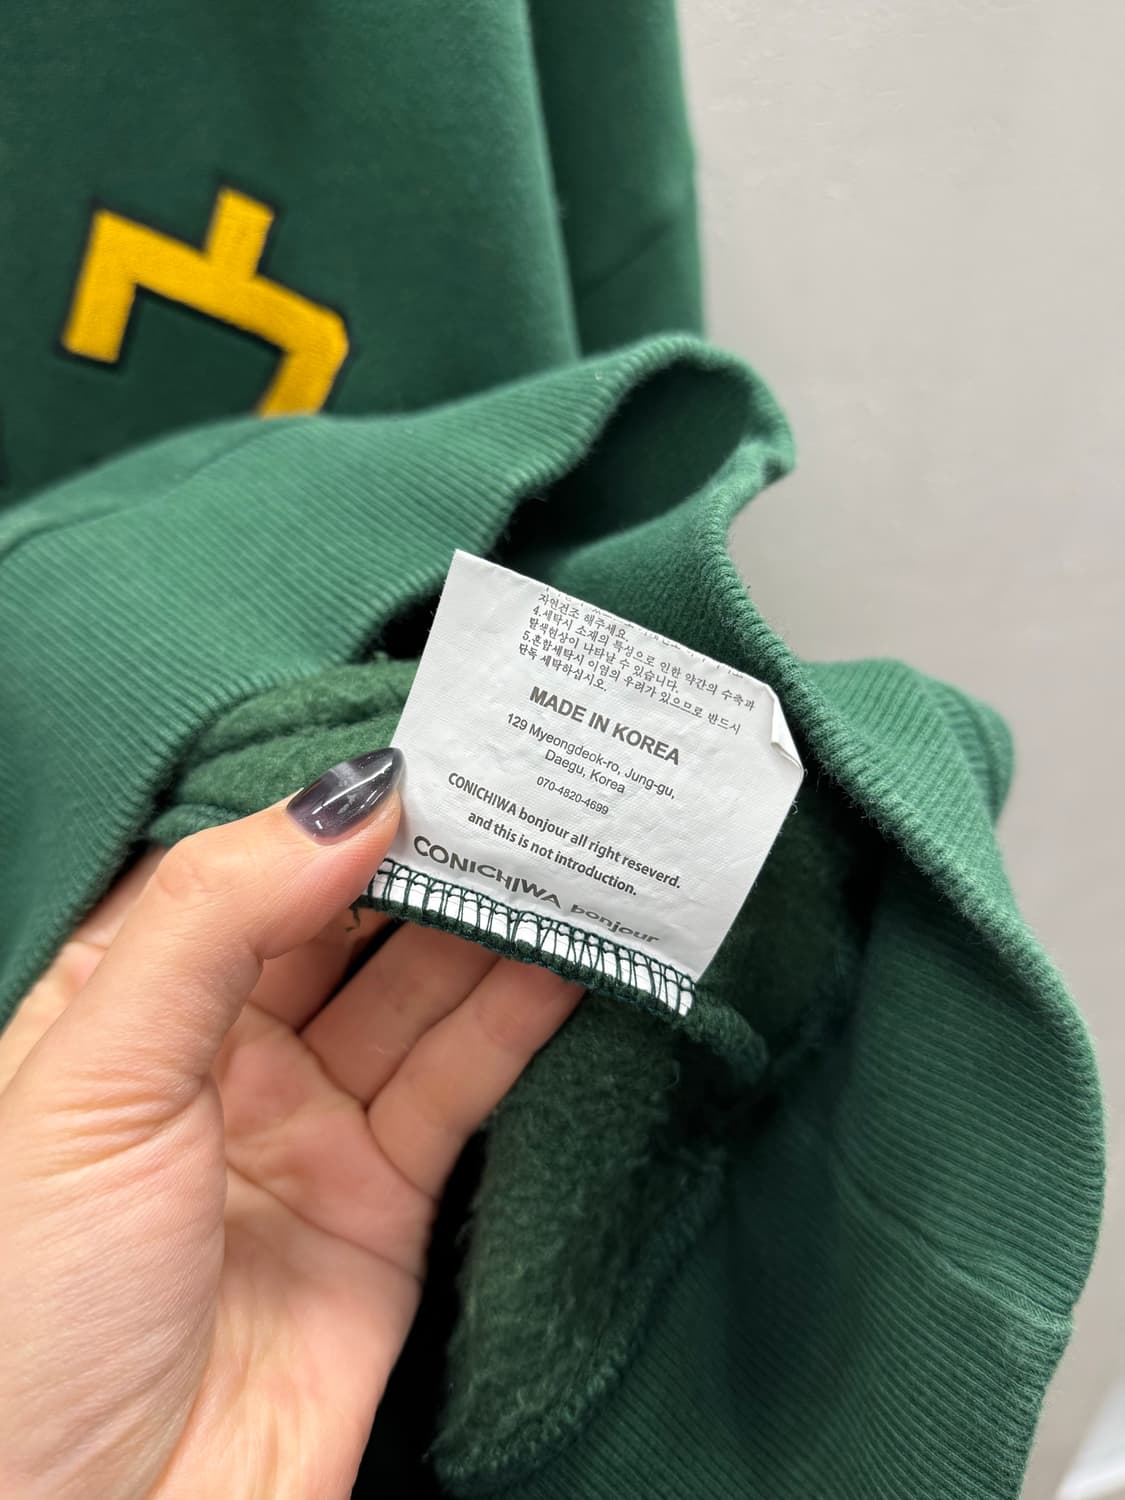 ウ
자연건조 해주세요.
4.세탁시 소재의 특성으로 인한 약간의 수축과
탈색현상이 나타날 수 있습니다.
5.혼합세탁시 이염의 우려가 있으므로 반드시
단독 세탁하십시오.
MADE IN KOREA
129 Myeongdeok-ro, Jung-gu,
Daegu, Korea
070-4820-4699
CONICHIWA bonjour all right reseverd.
and this is not introduction.
CONICHIWA bonjour